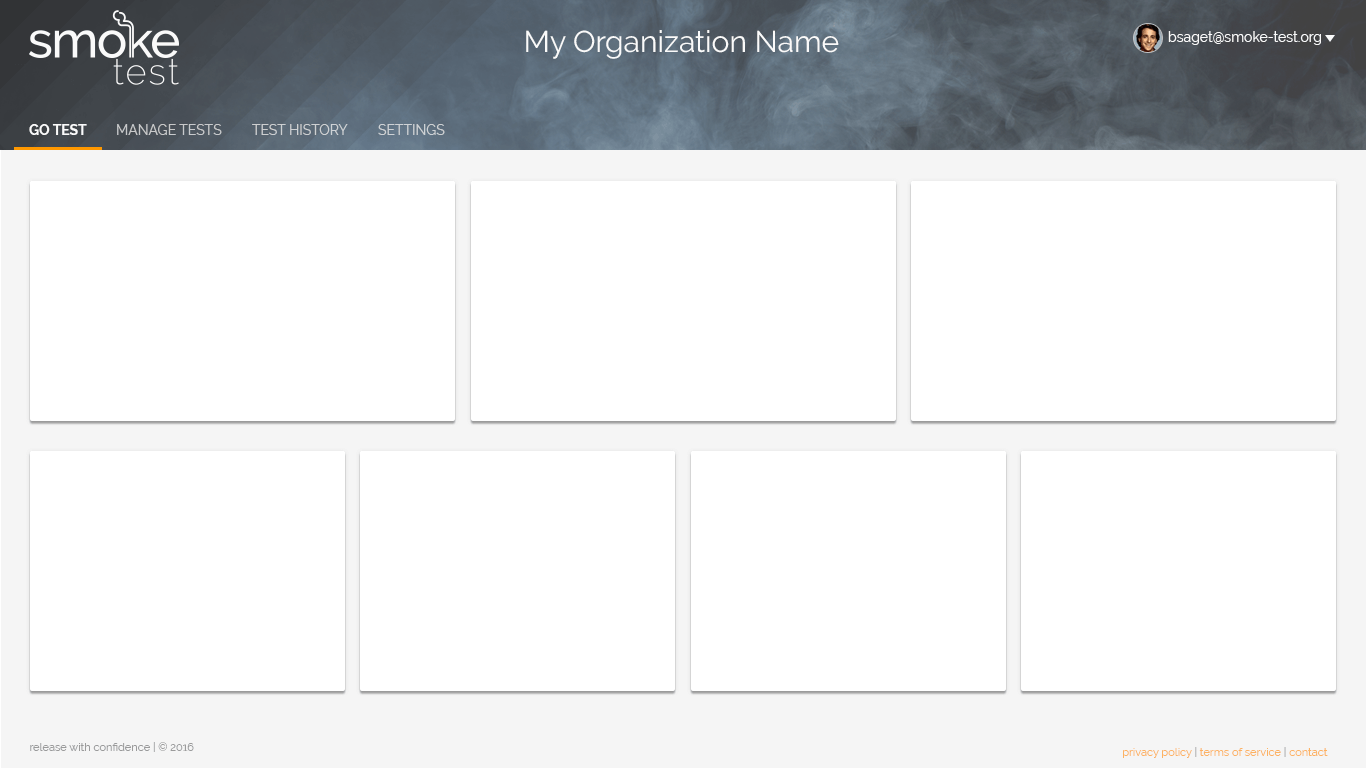 smoke
test
My Organization Name
bsaget@smoke-test.org
GO TEST MANAGE TESTS TEST HISTORY SETTINGS
release with confidence | © 2016
privacy policy | terms of service | contact